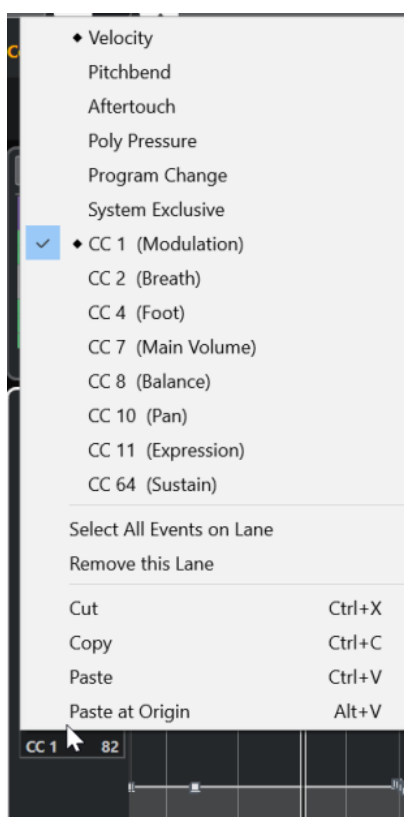 Velocity
Pitchbend
Aftertouch
Poly Pressure
Program Change
System Exclusive
CC 1 (Modulation)
CC 2 (Breath)
CC 4 (Foot)
CC 7 (Main Volume)
CC 8 (Balance)
CC 10 (Pan)
CC 11 (Expression)
CC 64 (Sustain)
Select All Events on Lane
Remove this Lane
Cut Ctrl+X
Copy Ctrl+C
Paste Ctrl+V
Paste at Origin Alt+V
CC 1 82